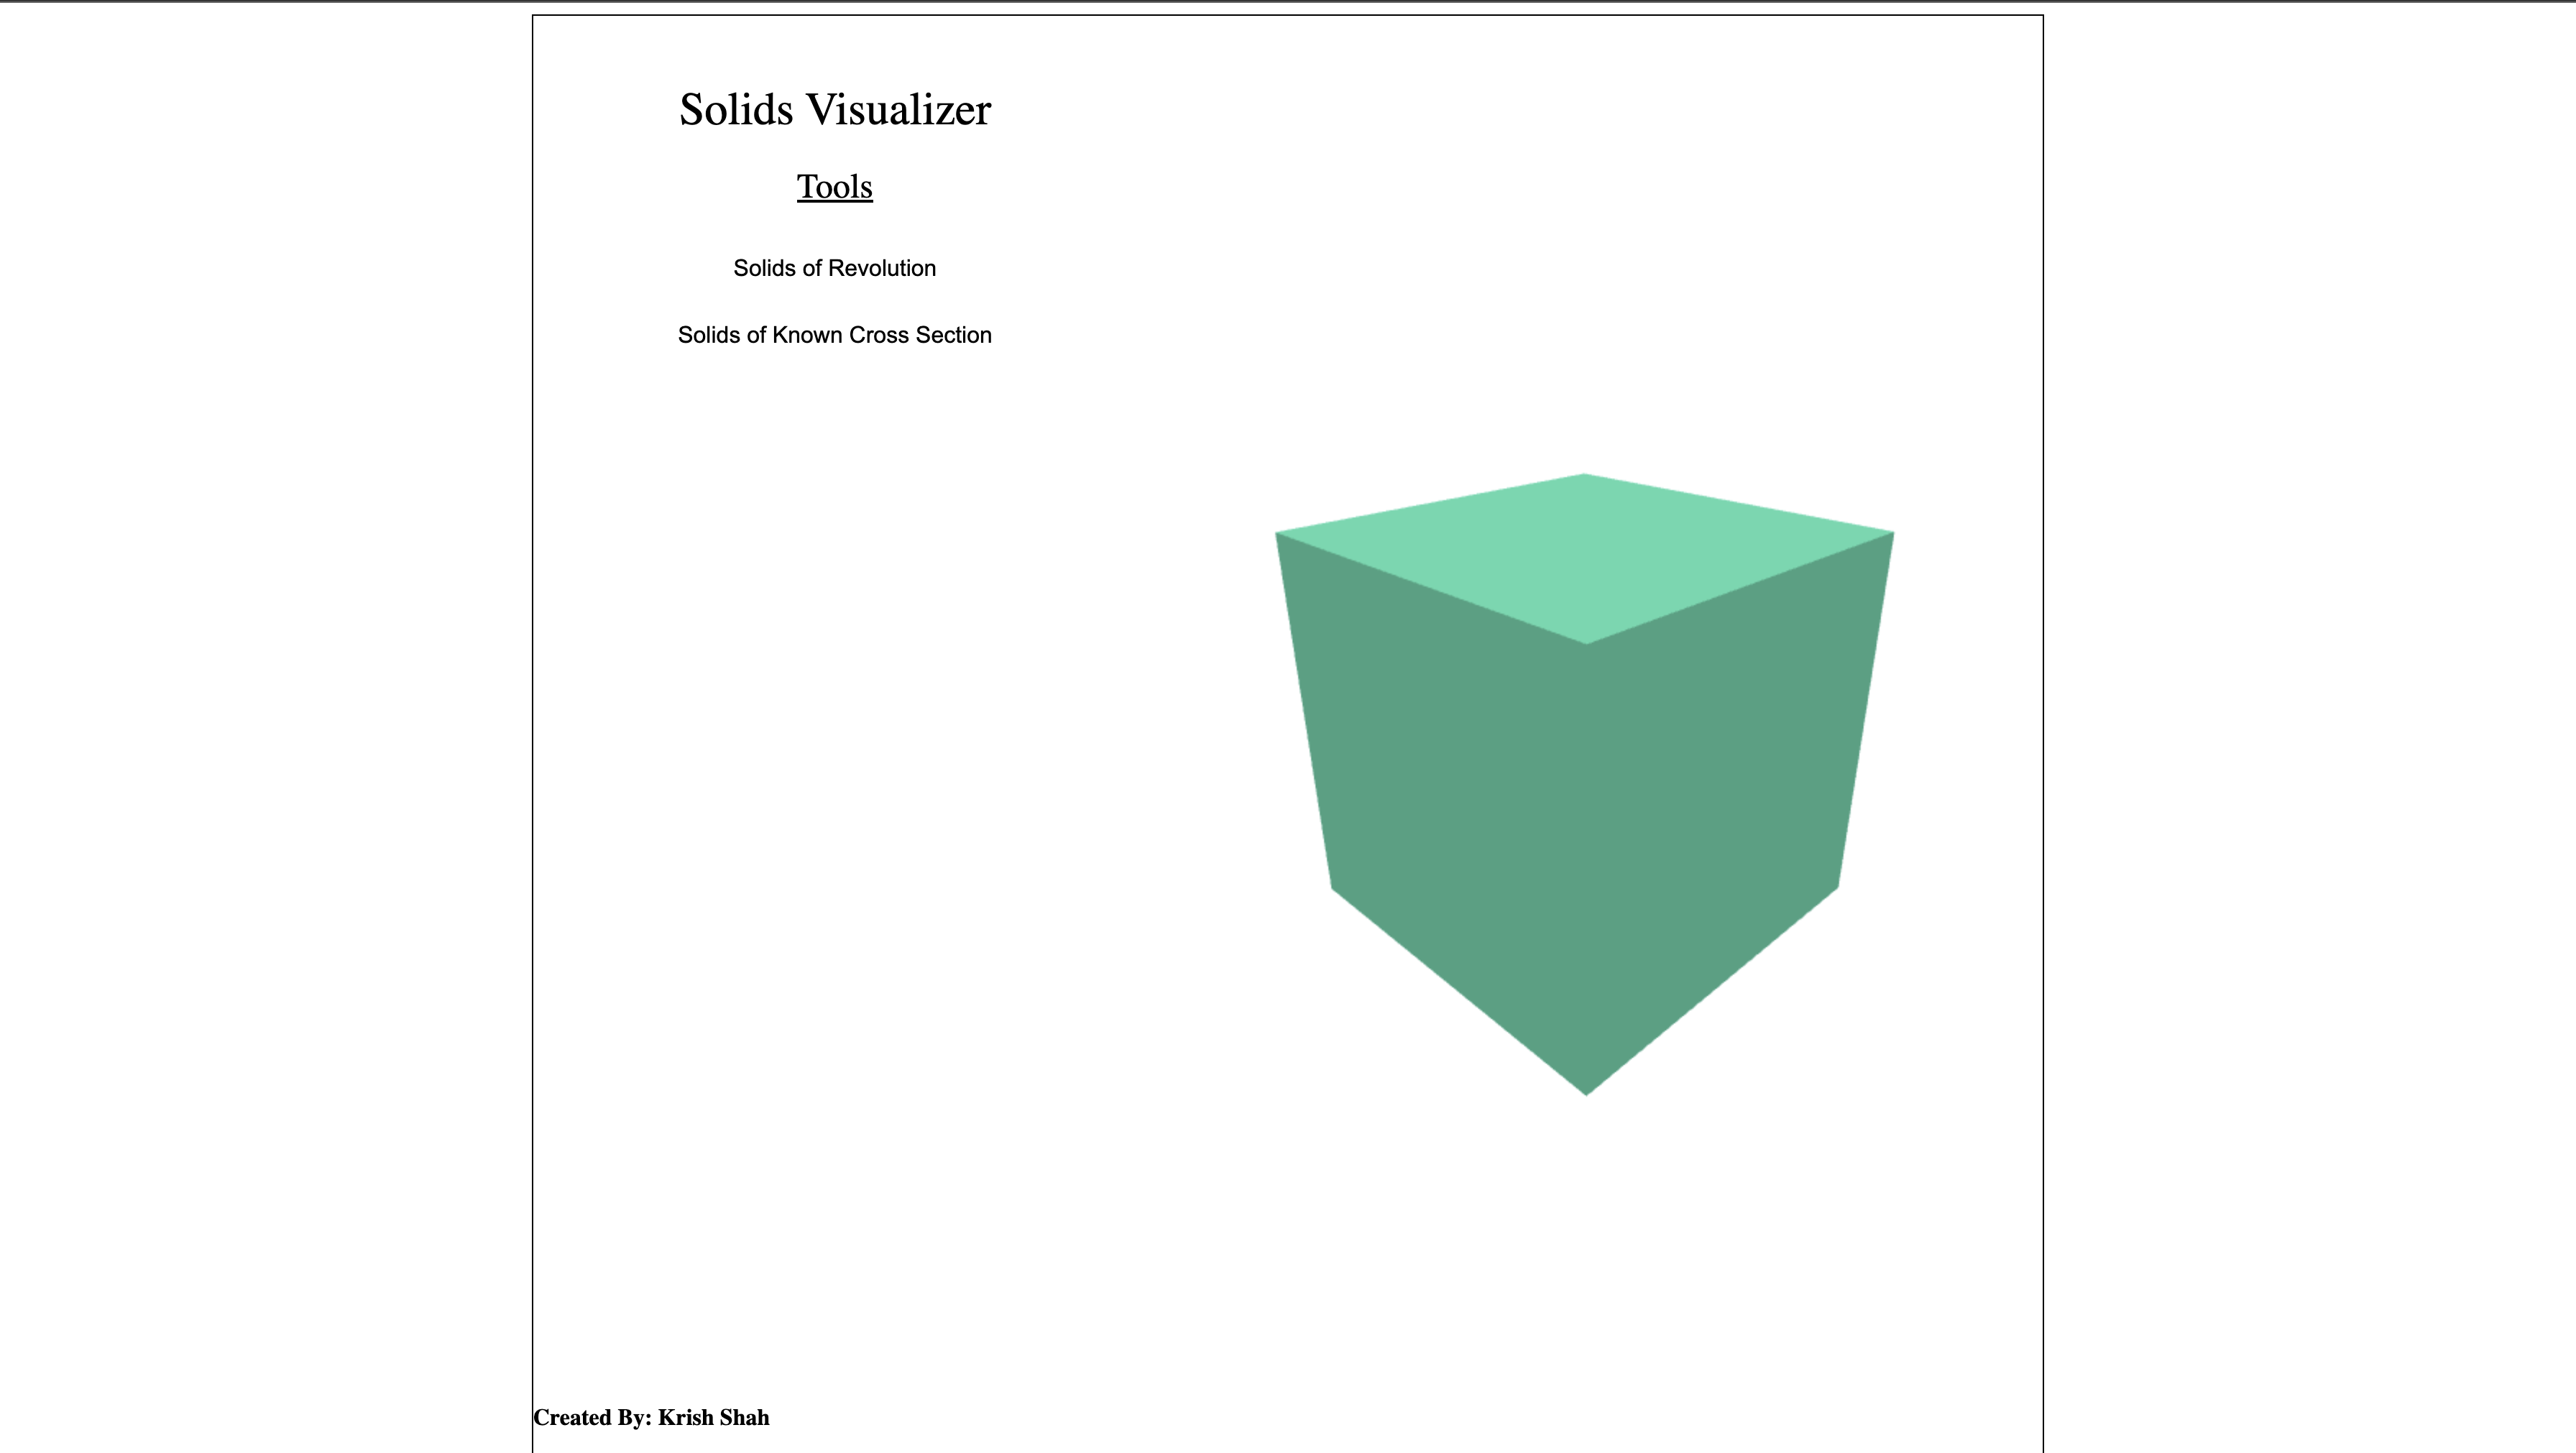 Solids Visualizer
Tools
Solids of Revolution
Solids of Known Cross Section
Created By: Krish Shah